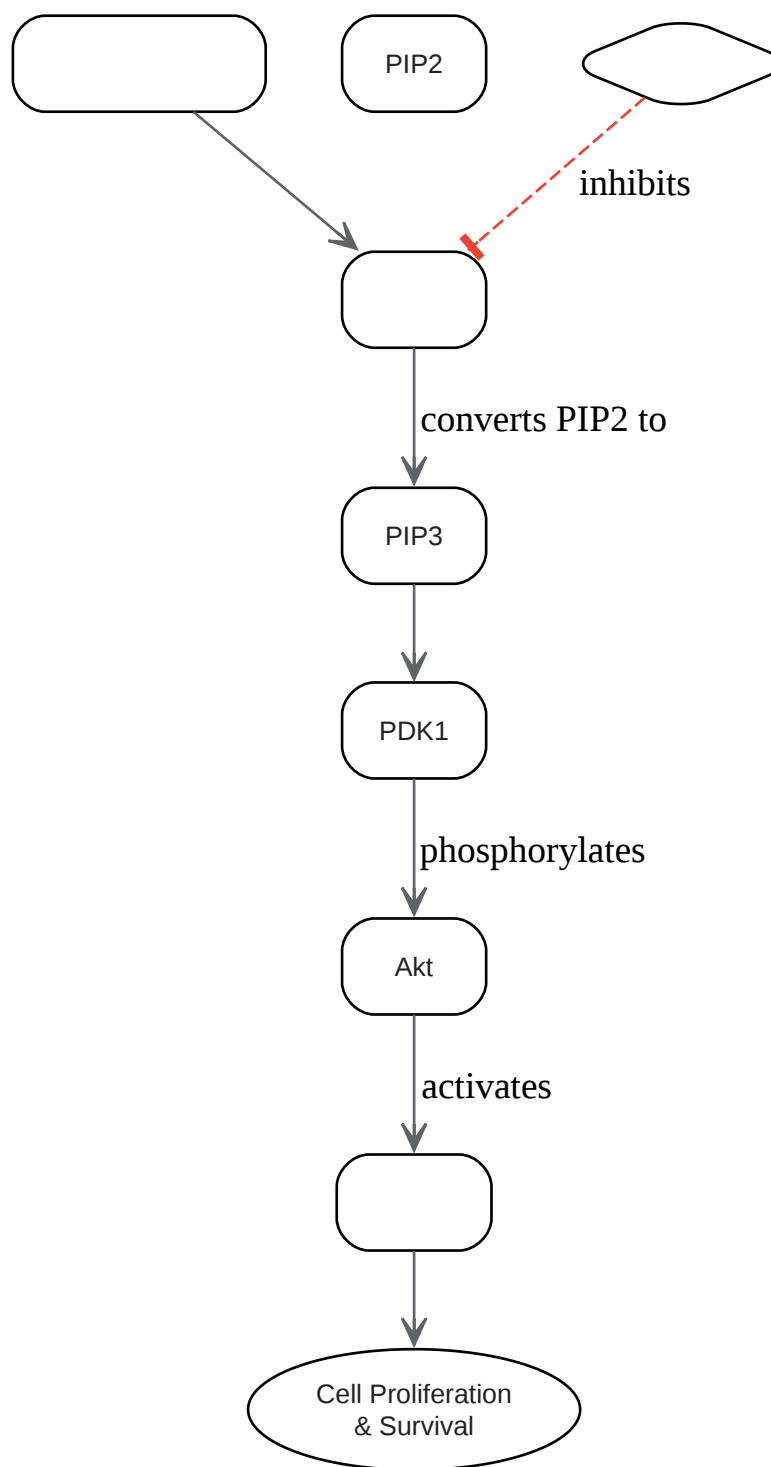 PIP2
inhibits
converts PIP2 to
PIP3
PDK1
phosphorylates
Akt
activates
Cell Proliferation
& Survival